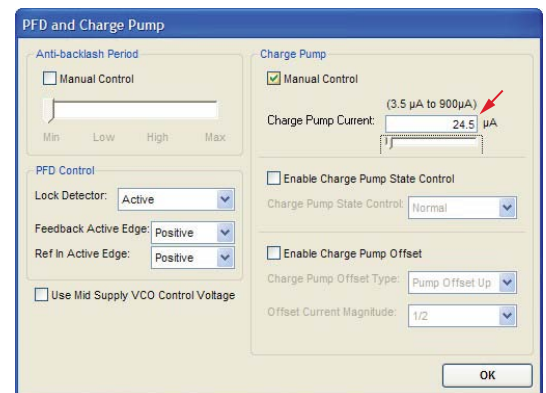 PFD and Charge Pump
Anti-backlash Period
Manual Control
Min Low High Max
PFD Control
Lock Detector: Active
Feedback Active Edge: Positive
Ref In Active Edge: Positive
Use Mid Supply VCO Control Voltage
Charge Pump
Manual Control
(3.5 µA to 900µA)
Charge Pump Current: 24.5 µA
Enable Charge Pump State Control
Charge Pump State Control: Normal
Enable Charge Pump Offset
Charge Pump Offset Type: Pump Offset Up
Offset Current Magnitude: 1/2
OK